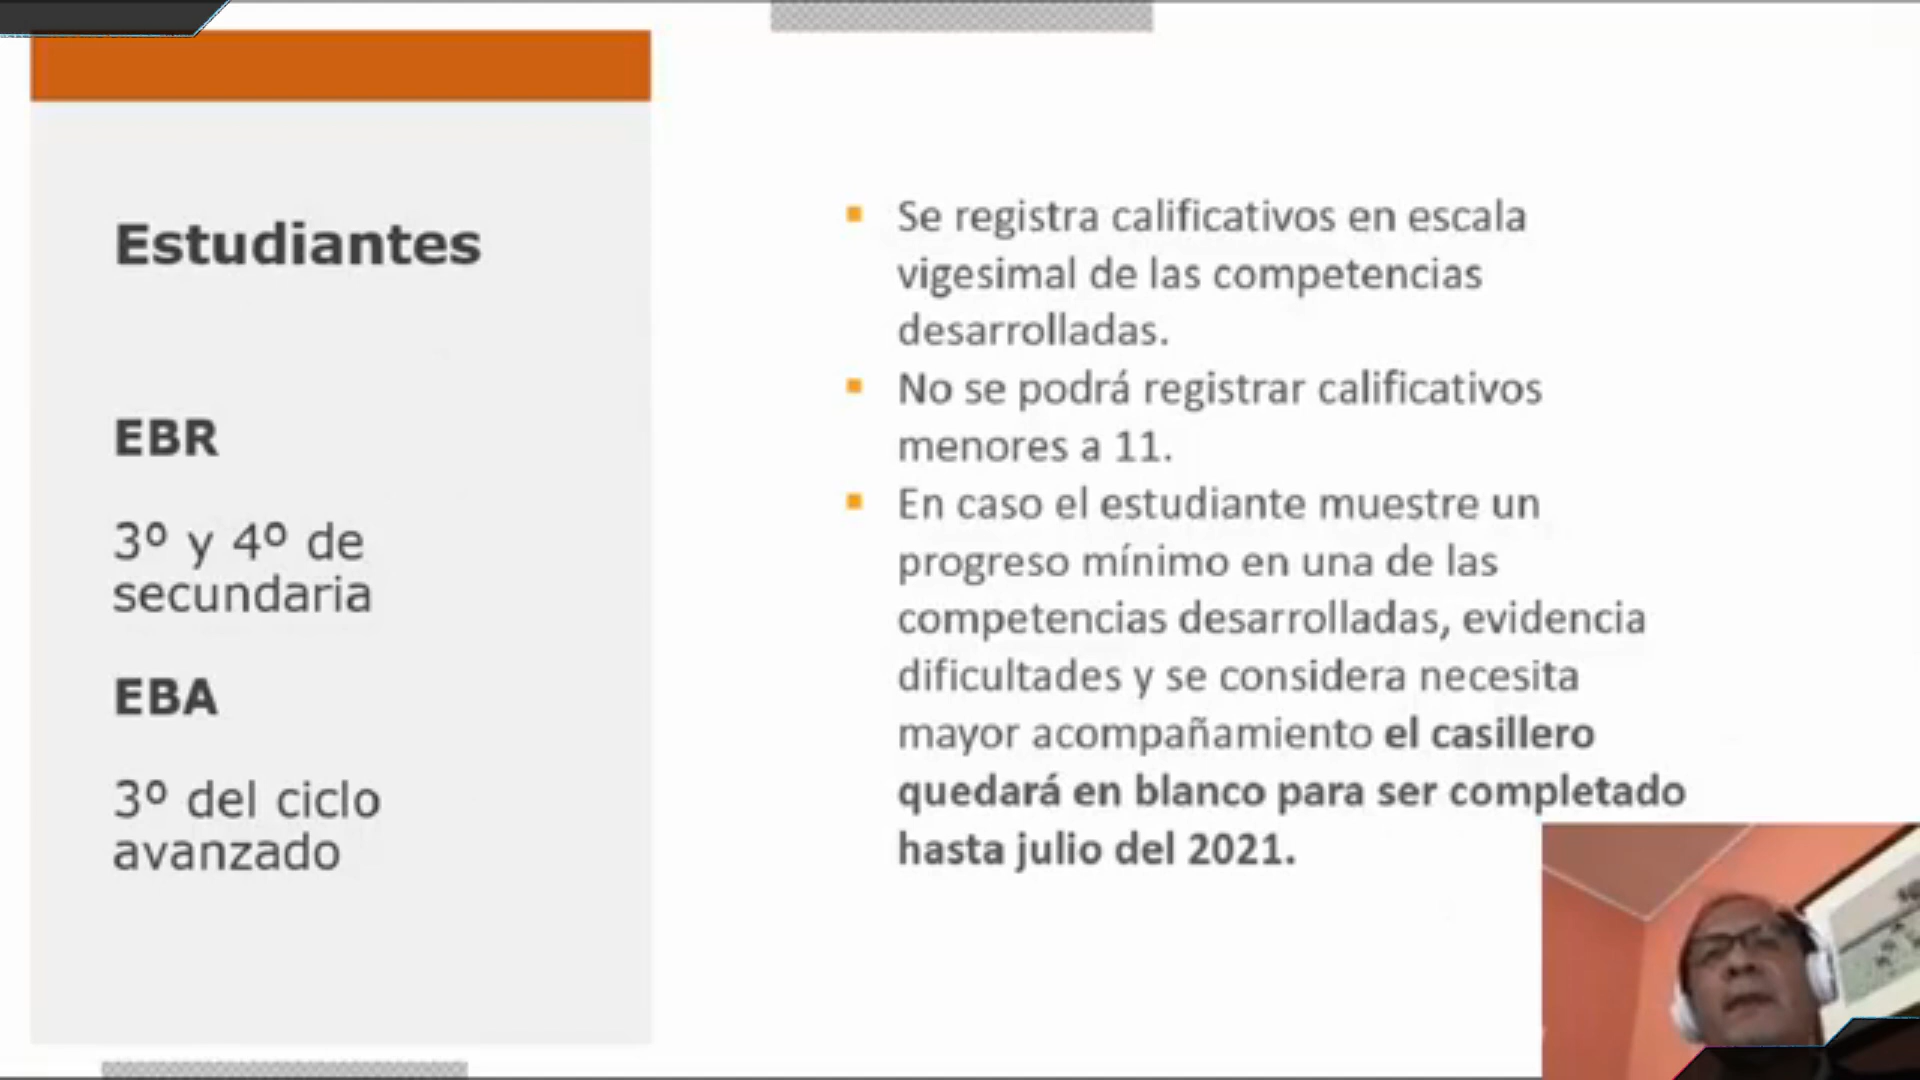 Estudiantes
EBR
3º y 4º de
secundaria
EBA
3º del ciclo
avanzado
Se registra calificativos en escala
vigesimal de las competencias
desarrolladas.
No se podrá registrar calificativos
menores a 11.
En caso el estudiante muestre un
progreso mínimo en una de las
competencias desarrolladas, evidencia
dificultades y se considera necesita
mayor acompañamiento el casillero
quedará en blanco para ser completado
hasta julio del 2021.